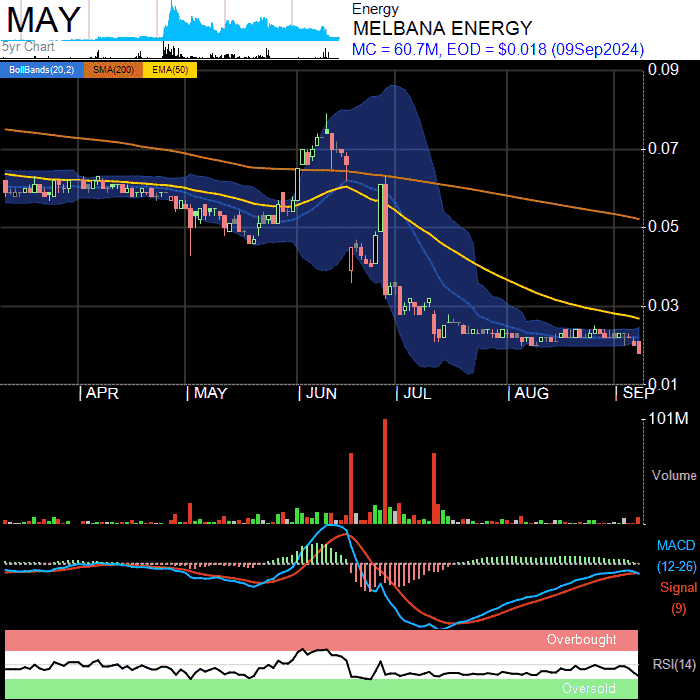 MAY
5yr Chart
Energy
MELBANA ENERGY
MC = 60.7M, EOD = $0.018 (09Sep2024)
BollBands(20,2) SMA(200) EMA(50)
0.09
0.07
0.05
0.03
0.01
| APR | MAY | JUN | JUL | AUG | SEP
101M
Volume
MACD
(12-26)
Signal
(9)
Overbought
RSI(14)
Oversold